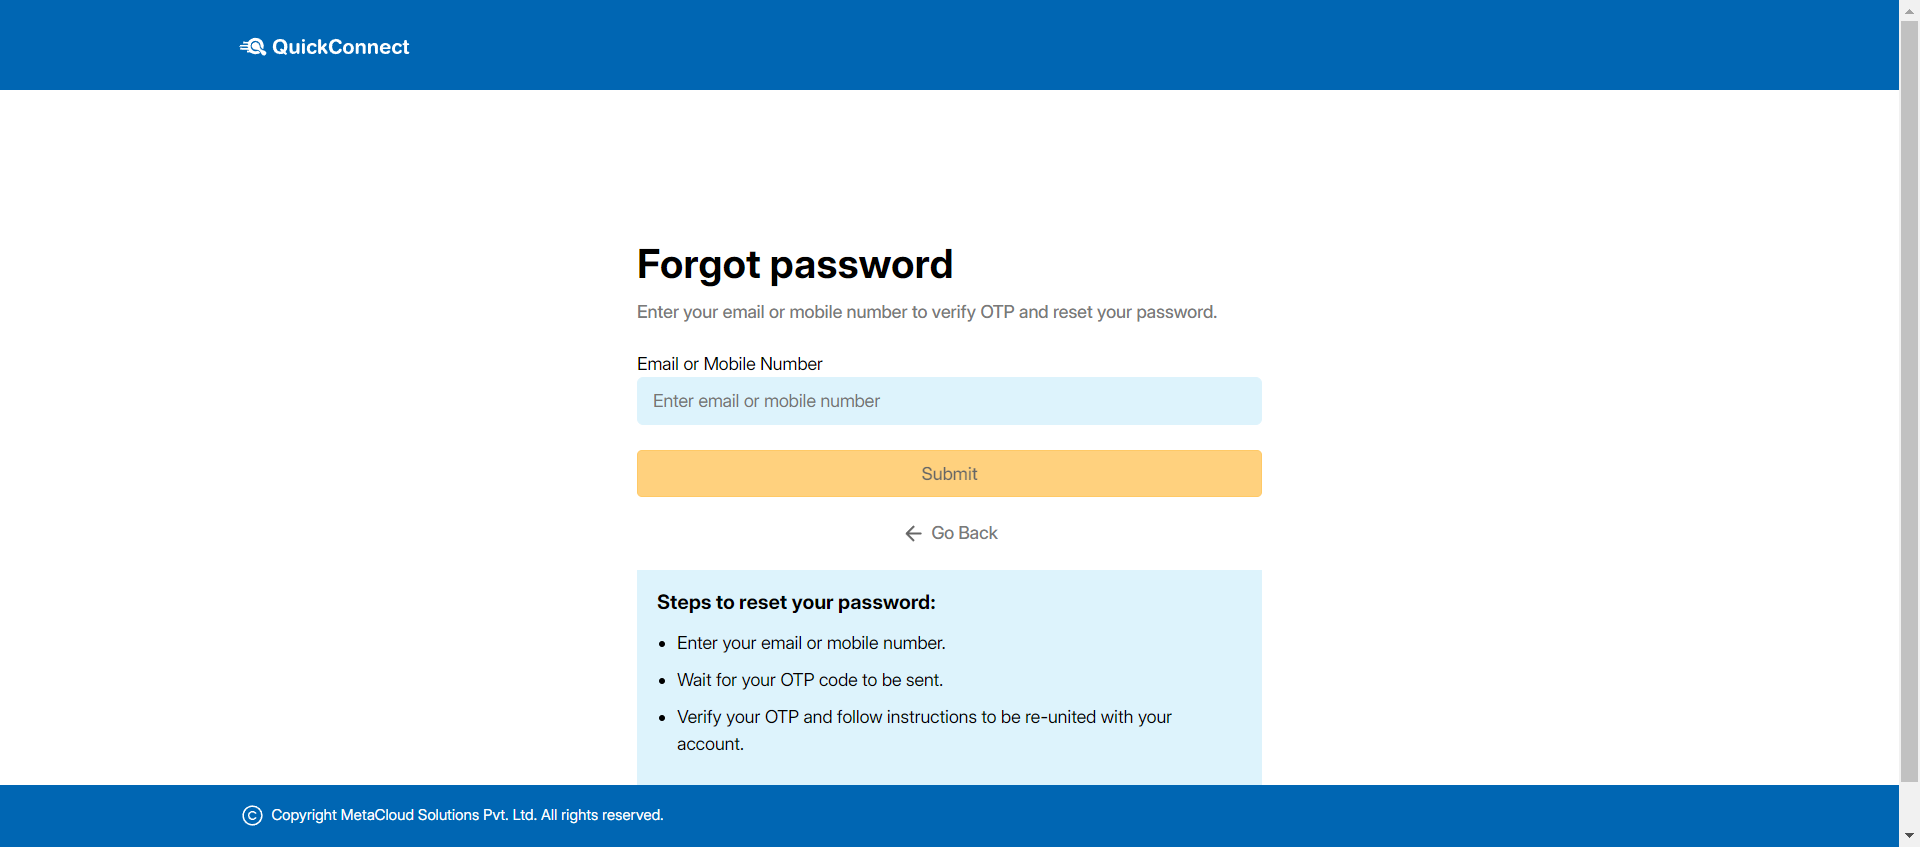 QuickConnect
Forgot password
Enter your email or mobile number to verify OTP and reset your password.
Email or Mobile Number
Enter email or mobile number
Submit
Go Back
Steps to reset your password:
• Enter your email or mobile number.
• Wait for your OTP code to be sent.
• Verify your OTP and follow instructions to be re-united with your
account.
© Copyright MetaCloud Solutions Pvt. Ltd. All rights reserved.